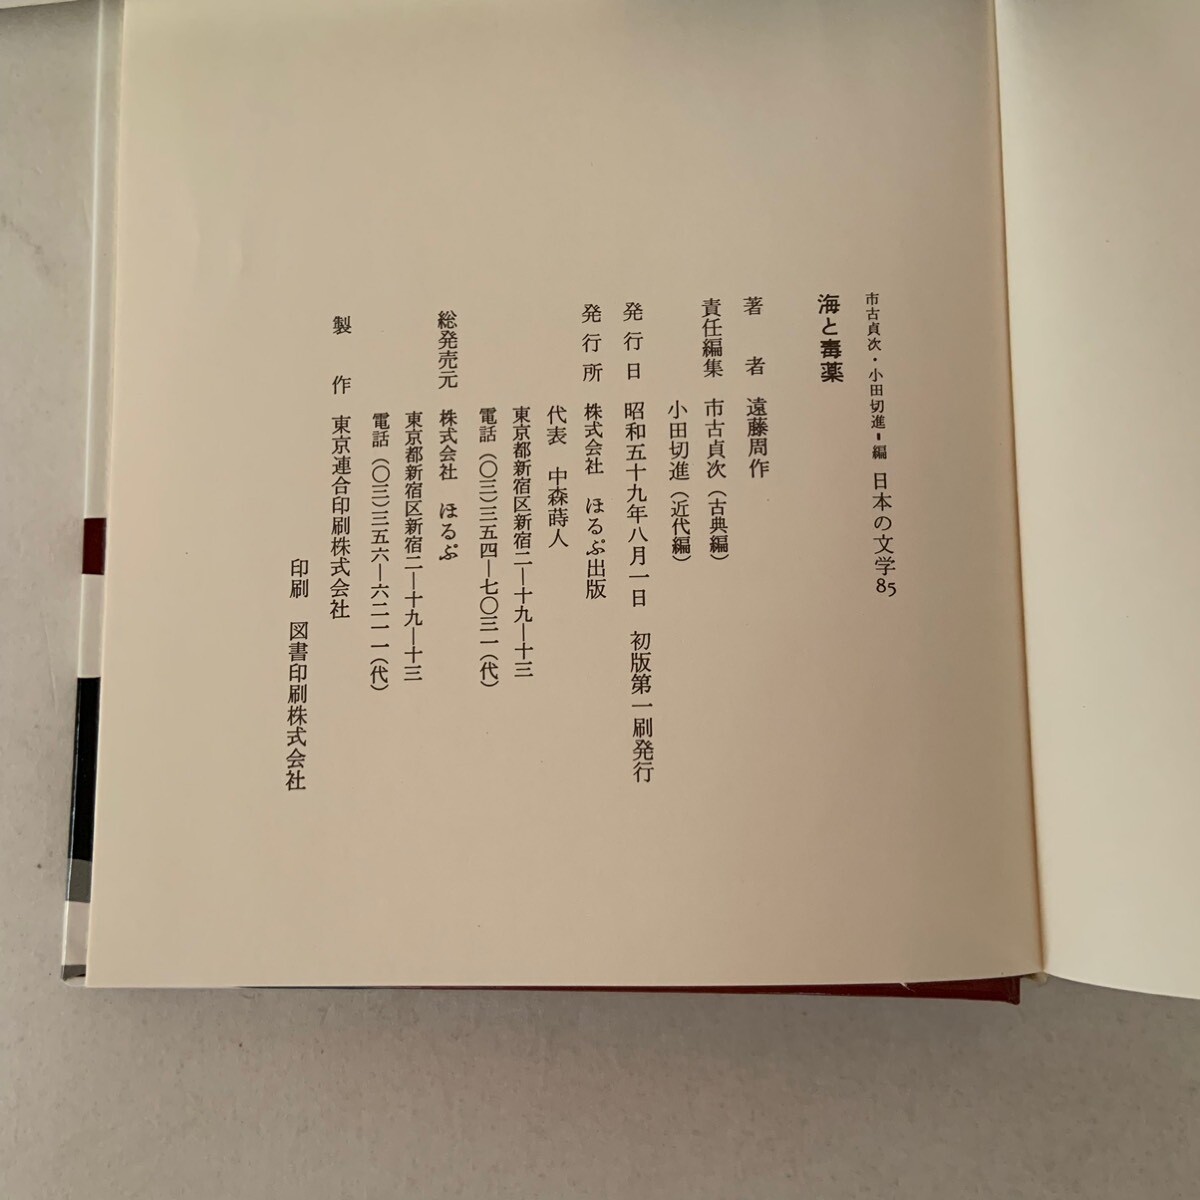 市古貞次・小田切進＝編 日本の文学85
海と毒薬
著者 遠藤周作
責任編集 市古貞次（古典編）
小田切進（近代編）
発行日 昭和五十九年八月一日 初版第一刷発行
発行所 株式会社 ほるぷ出版
代表 中森蒔人
東京都新宿区新宿二―十九―十三
電話（〇三）三五四―七〇三一（代）
総発売元 株式会社 ほるぷ
東京都新宿区新宿二―十九―十三
電話（〇三）三五六―六二一一（代）
製作 東京連合印刷株式会社
印刷 図書印刷株式会社